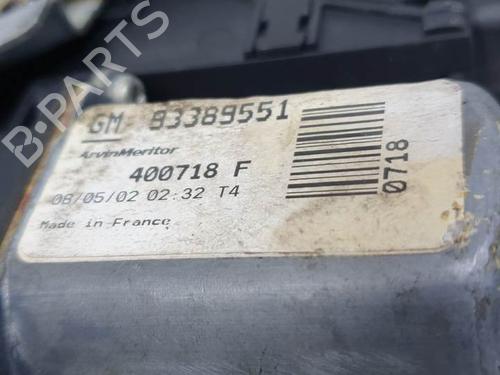 GM 93389551
ArvinMeritor
400718 F
08/05/02 02:32 T4
Made in France
0718
B-PARTS